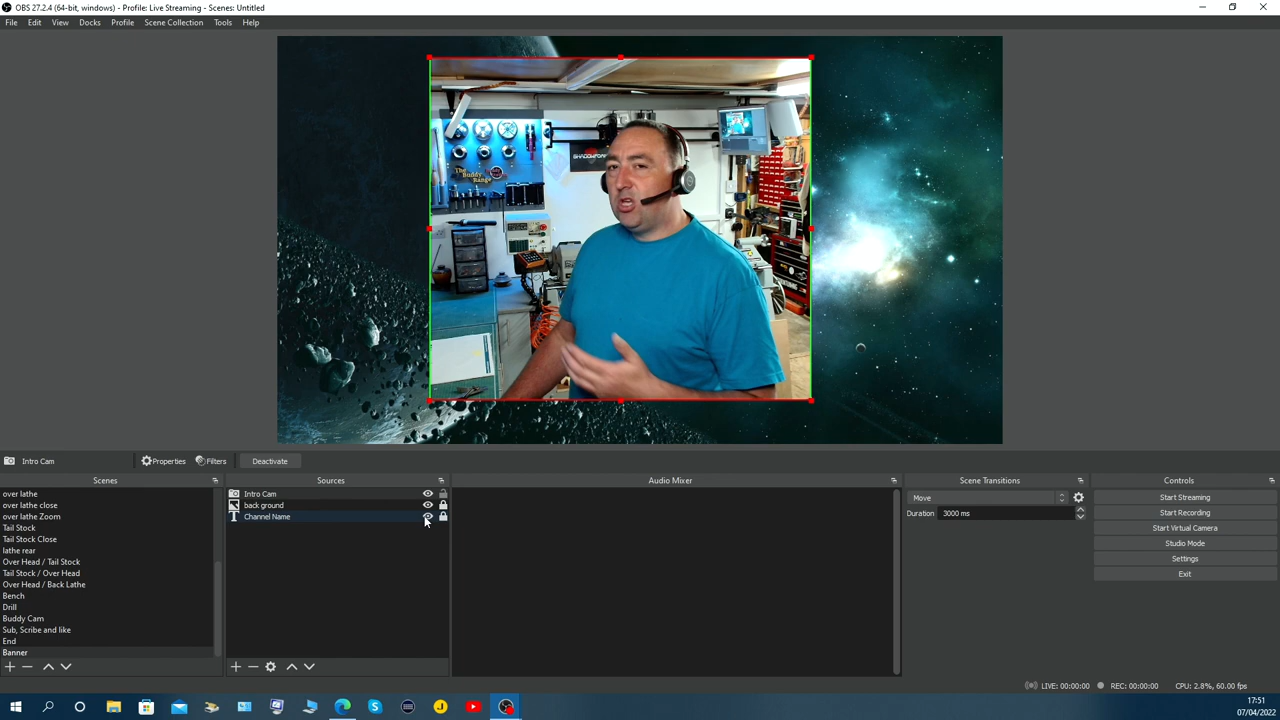 OBS 27.2.4 (64-bit, windows) - Profile: Live Streaming - Scenes: Untitled
File Edit View Docks Profile Scene Collection Tools Help
The Buddy Range
Intro Cam Properties Filters Deactivate
Scenes Sources Audio Mixer Scene Transitions Controls
over lathe
over lathe close
over lathe Zoom
Tail Stock
Tail Stock Close
lathe rear
Over Head / Tail Stock
Tail Stock / Over Head
Over Head / Back Lathe
Bench
Drill
Buddy Cam
Sub, Scribe and like
End
Banner
Intro Cam
back ground
Channel Name
Move
Duration 3000 ms
Start Streaming
Start Recording
Start Virtual Camera
Studio Mode
Settings
Exit
LIVE: 00:00:00 REC: 00:00:00 CPU: 2.8%, 60.00 fps
17:51
07/04/2022